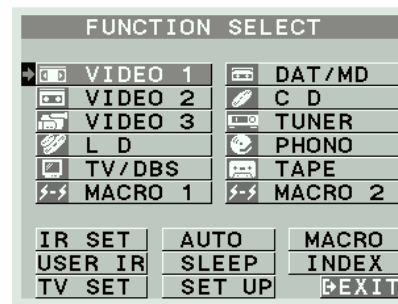 FUNCTION SELECT
VIDEO 1 DAT/MD
VIDEO 2 C D
VIDEO 3 TUNER
L D PHONO
TV/DBS TAPE
MACRO 1 MACRO 2
IR SET AUTO MACRO
USER IR SLEEP INDEX
TV SET SET UP EXIT